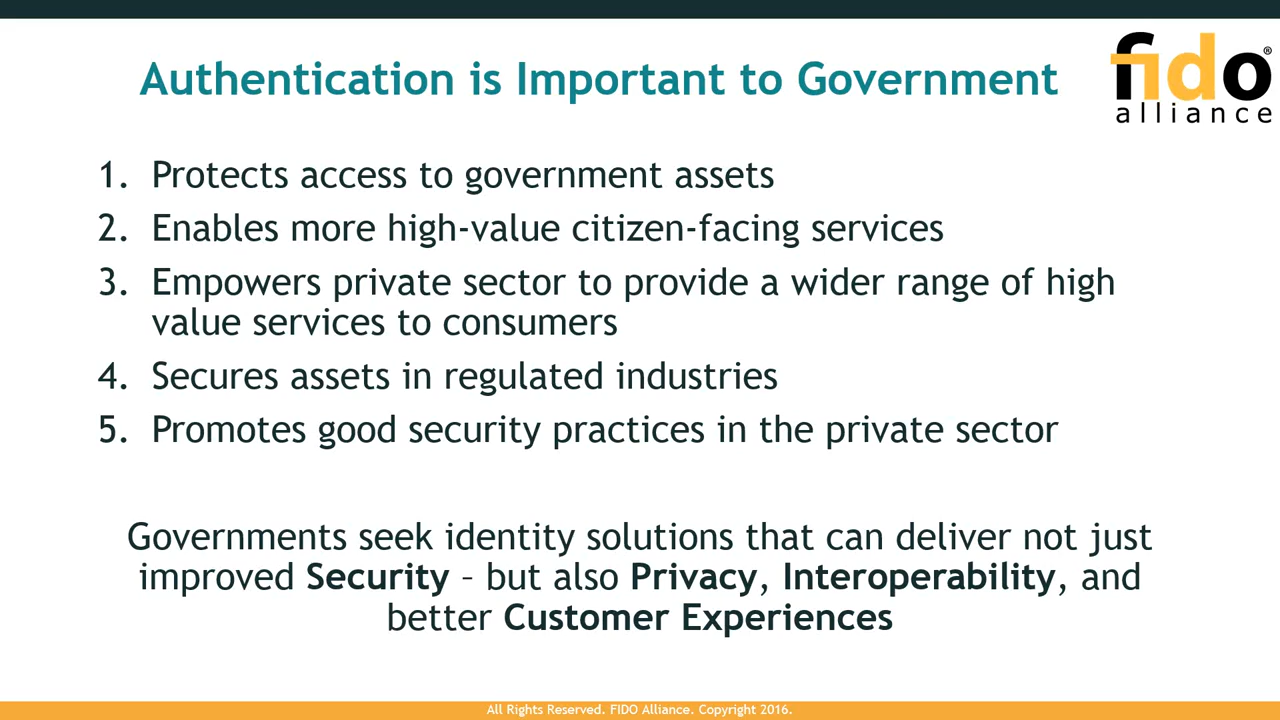 Authentication is Important to Government
fido®
alliance
1. Protects access to government assets
2. Enables more high-value citizen-facing services
3. Empowers private sector to provide a wider range of high
value services to consumers
4. Secures assets in regulated industries
5. Promotes good security practices in the private sector
Governments seek identity solutions that can deliver not just
improved Security – but also Privacy, Interoperability, and
better Customer Experiences
All Rights Reserved. FIDO Alliance. Copyright 2016.